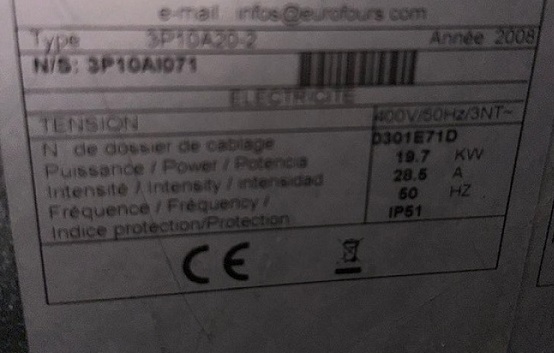 e-mail infos@eurofours.com
Type 3P10A20-2 Année 2008
N/S: 3P10AI071
ELECTRICITE
TENSION 400V/50Hz/3NT~
N de dossier de cablage D301E71D
Puissance / Power / Potencia 19.7 KW
Intensité / Intensify / intensidad 28.5 A
Fréquence / Fréquency / 50 HZ
Indice protection/Protection IP51
CE